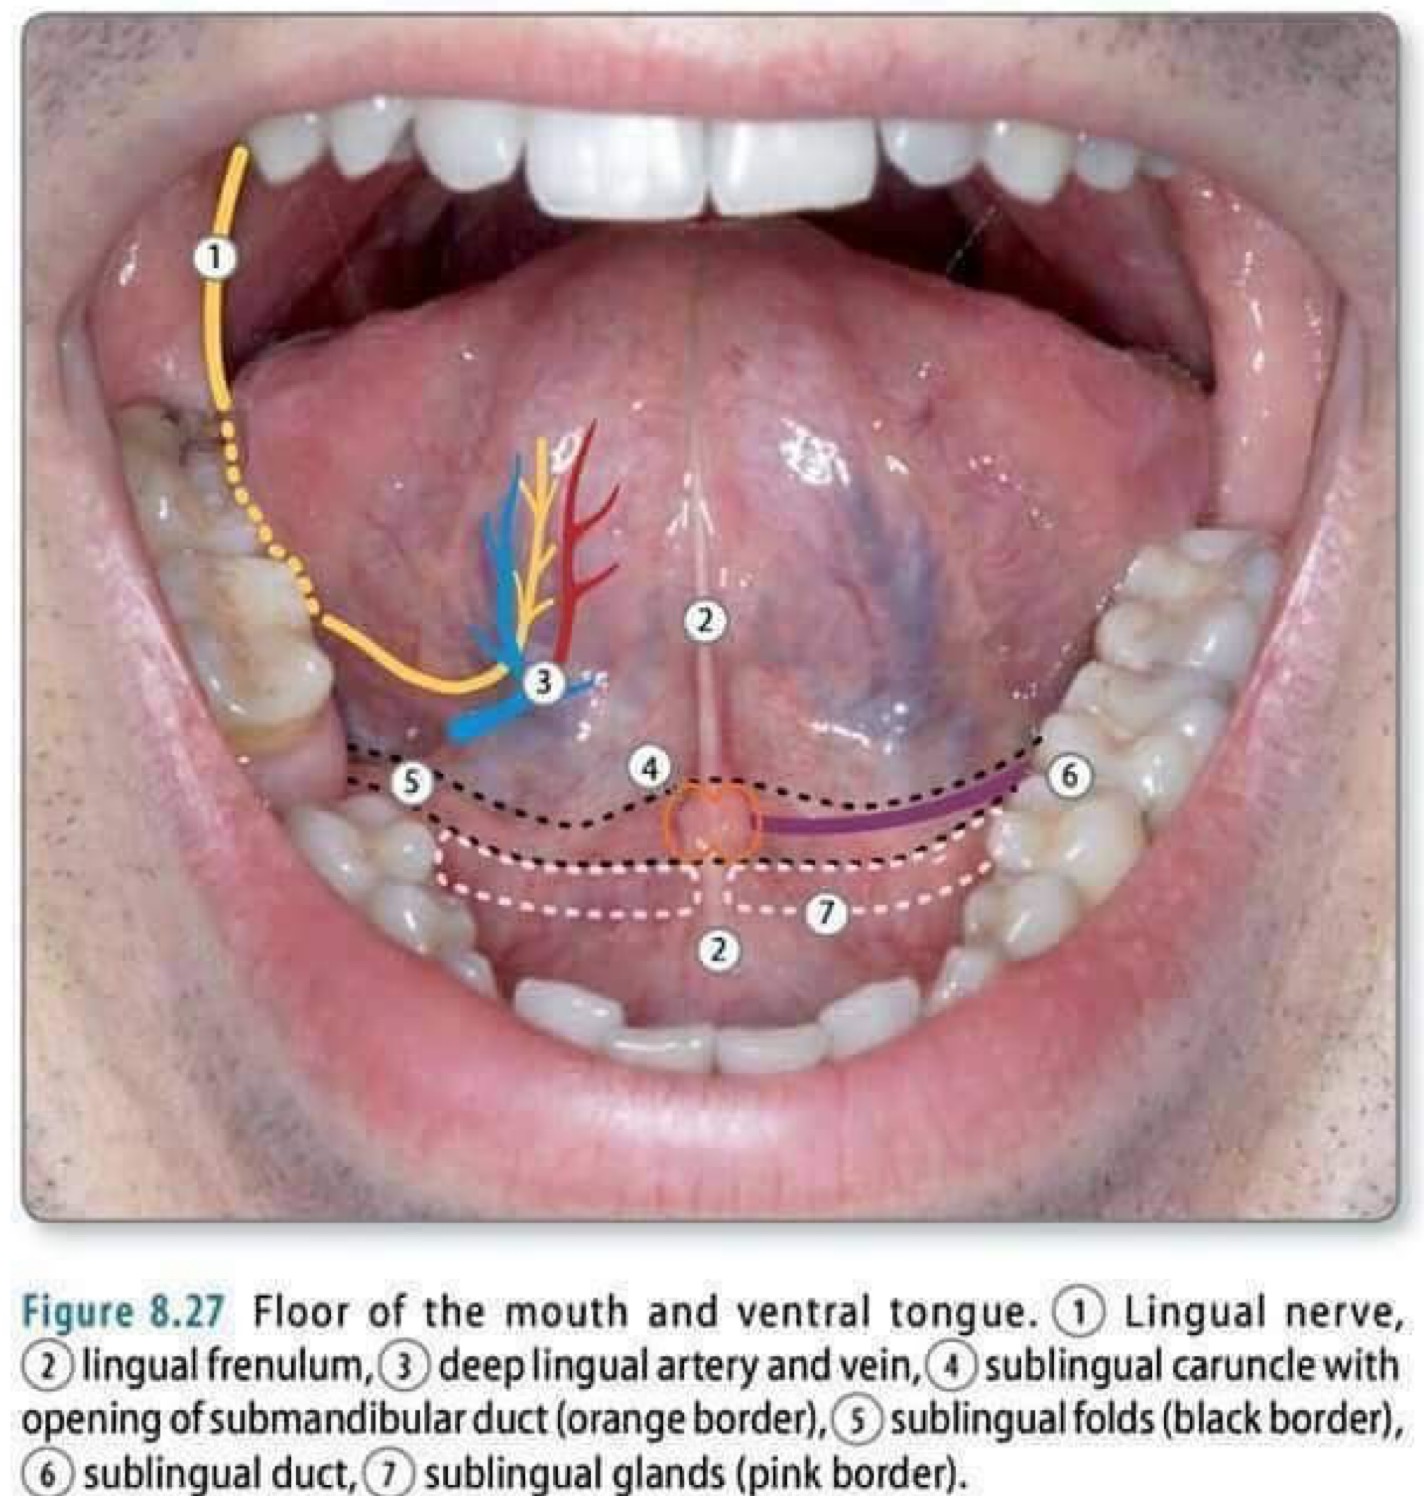 1
2
3
4
5
6
7
2
Figure 8.27 Floor of the mouth and ventral tongue. ① Lingual nerve,
② lingual frenulum, ③ deep lingual artery and vein, ④ sublingual caruncle with
opening of submandibular duct (orange border), ⑤ sublingual folds (black border),
⑥ sublingual duct, ⑦ sublingual glands (pink border).